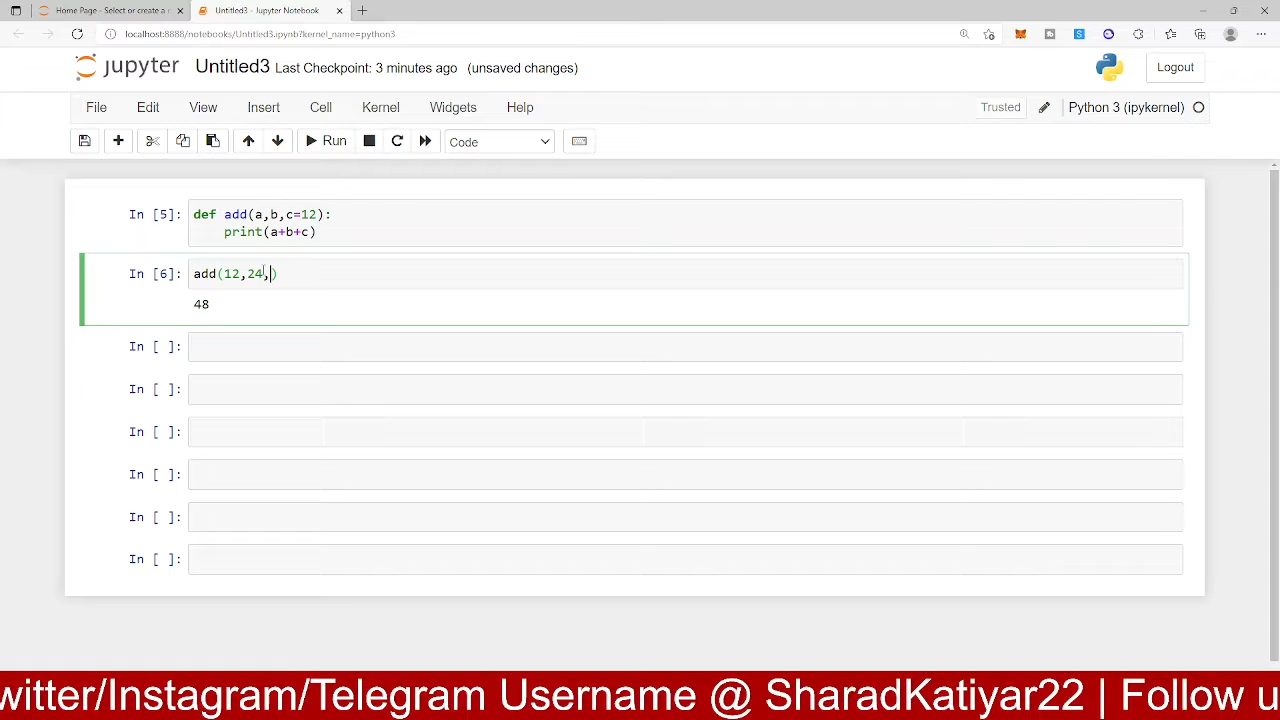 Home Page - Select or create a n
Untitled3 - Jupyter Notebook
localhost:8888/notebooks/Untitled3.ipynb?kernel_name=python3
jupyter Untitled3 Last Checkpoint: 3 minutes ago (unsaved changes) Logout
File Edit View Insert Cell Kernel Widgets Help Trusted Python 3 (ipykernel)
Run Code
In [5]: def add(a,b,c=12):
print(a+b+c)
In [6]: add(12,24,)
48
In [ ]:
In [ ]:
In [ ]:
In [ ]:
In [ ]:
In [ ]:
witter/Instagram/Telegram Username @ SharadKatiyar22 | Follow u